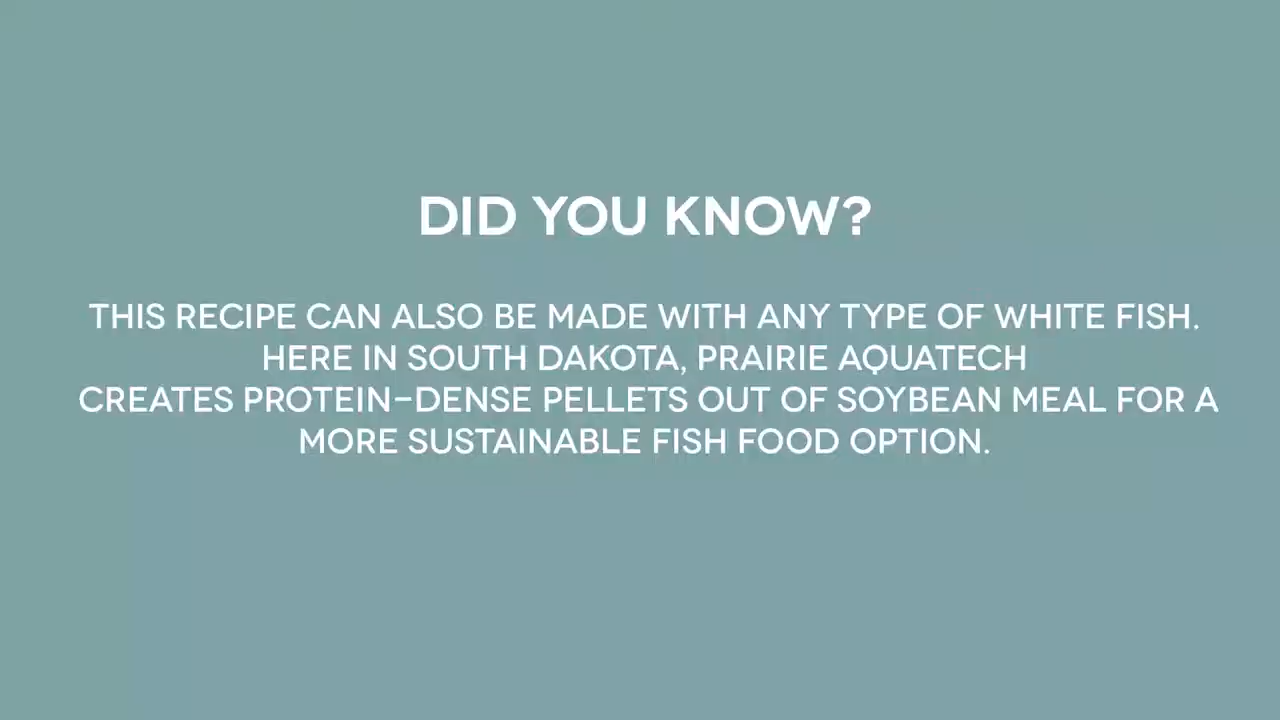 DID YOU KNOW?
THIS RECIPE CAN ALSO BE MADE WITH ANY TYPE OF WHITE FISH.
HERE IN SOUTH DAKOTA, PRAIRIE AQUATECH
CREATES PROTEIN-DENSE PELLETS OUT OF SOYBEAN MEAL FOR A
MORE SUSTAINABLE FISH FOOD OPTION.